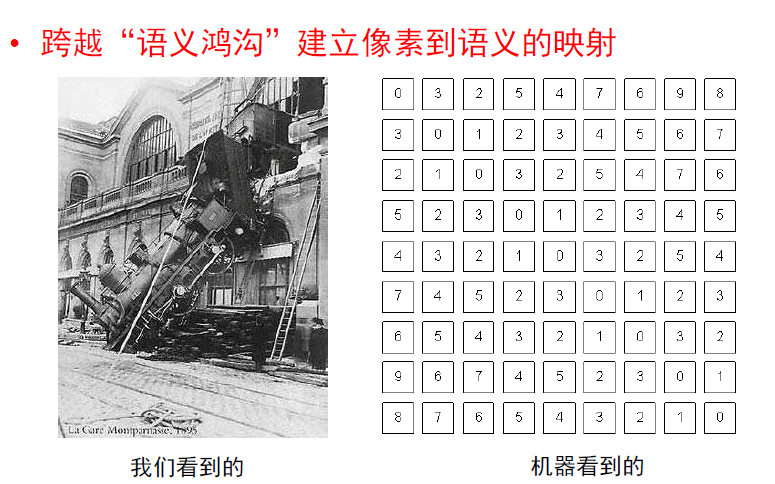 • 跨越“语义鸿沟”建立像素到语义的映射
0 3 2 5 4 7 6 9 8
3 0 1 2 3 4 5 6 7
2 1 0 3 2 5 4 7 6
5 2 3 0 1 2 3 4 5
4 3 2 1 0 3 2 5 4
7 4 5 2 3 0 1 2 3
6 5 4 3 2 1 0 3 2
9 6 7 4 5 2 3 0 1
8 7 6 5 4 3 2 1 0
La Gare Montparnasse, 1895
我们看到的
机器看到的